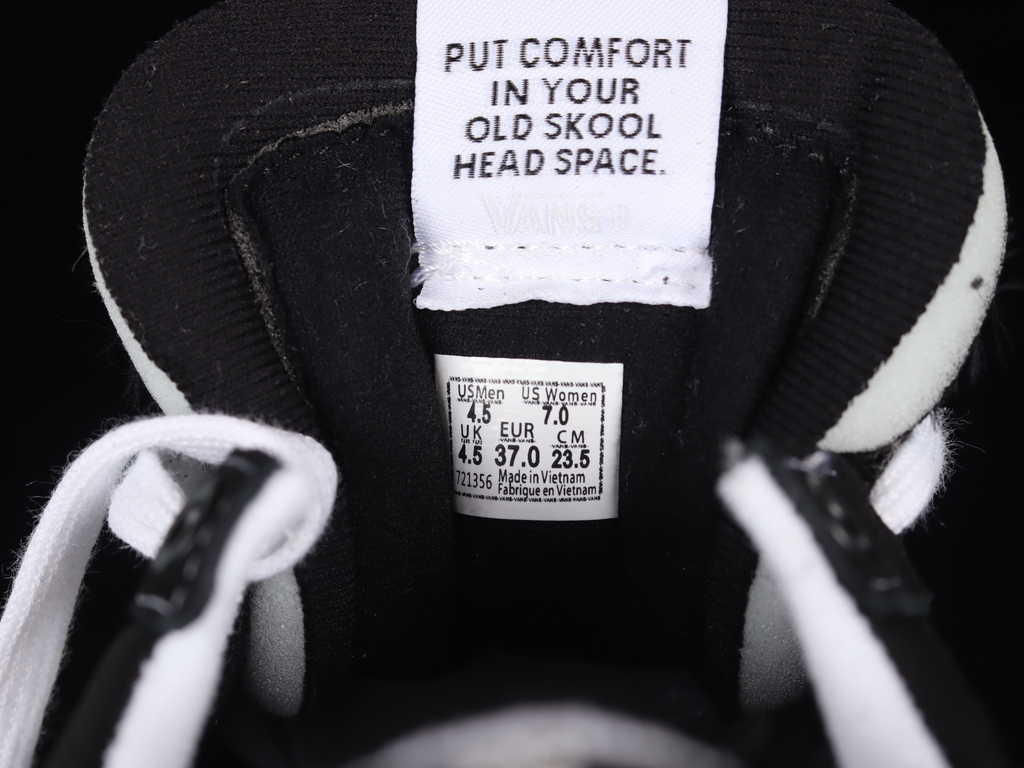 PUT COMFORT
IN YOUR
OLD SKOOL
HEAD SPACE.
VANS
US Men US Women
4.5 7.0
UK EUR CM
4.5 37.0 23.5
721356 Made in Vietnam
Fabrique en Vietnam